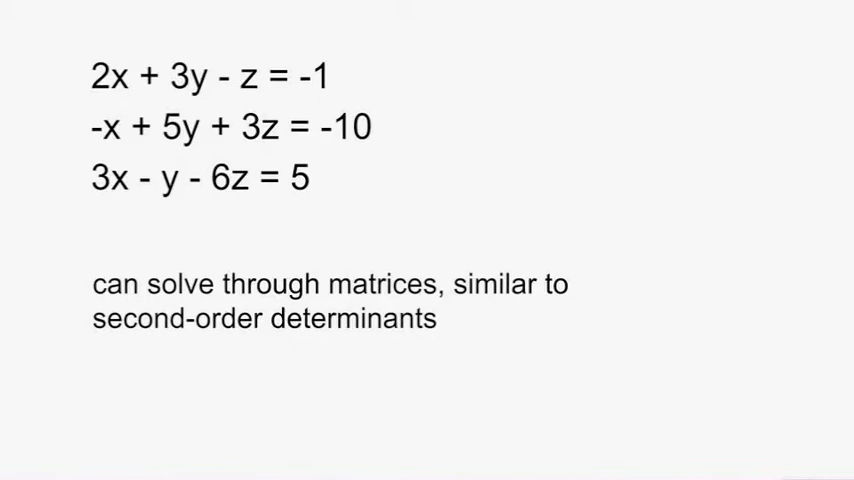 2x + 3y - z = -1
-x + 5y + 3z = -10
3x - y - 6z = 5
can solve through matrices, similar to
second-order determinants